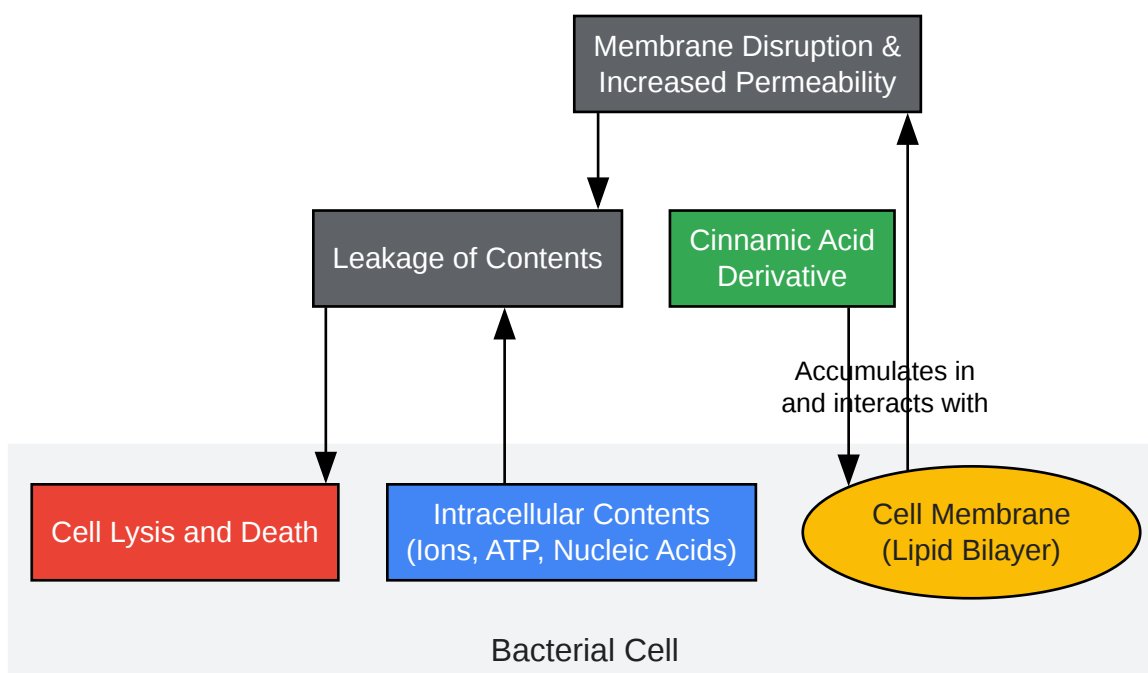 Membrane Disruption &
Increased Permeability
Leakage of Contents
Cinnamic Acid
Derivative
Accumulates in
and interacts with
Cell Lysis and Death
Intracellular Contents
(Ions, ATP, Nucleic Acids)
Cell Membrane
(Lipid Bilayer)
Bacterial Cell